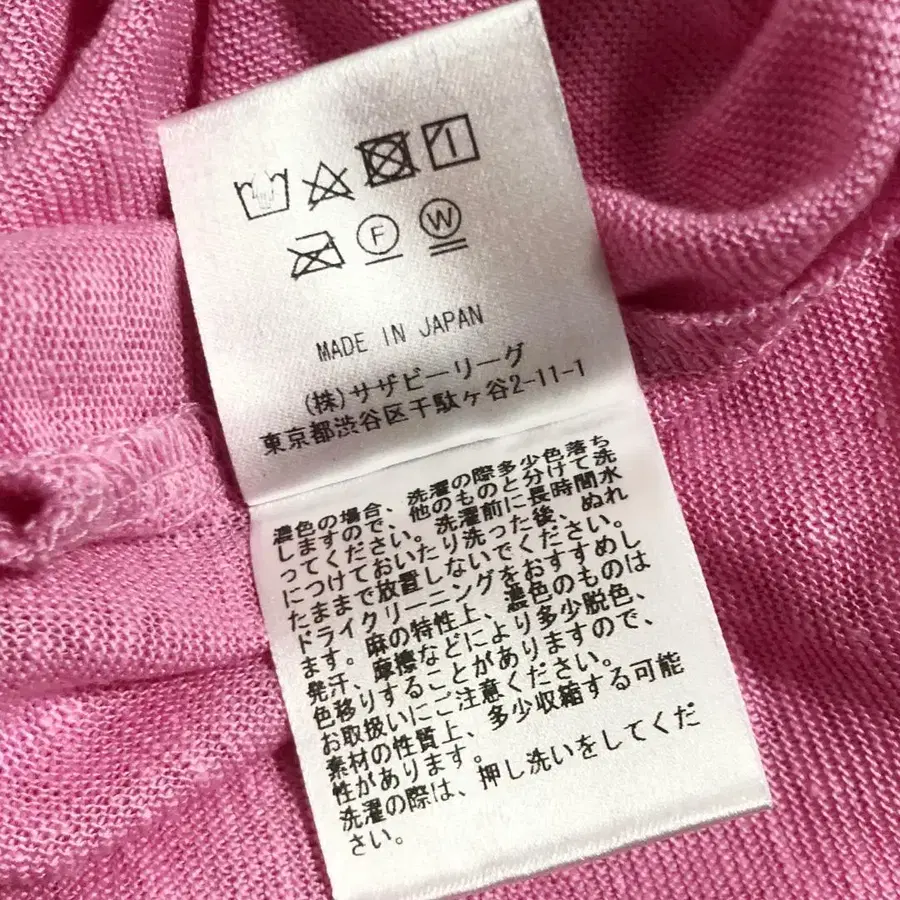 F W
MADE IN JAPAN
(株)サザビーリーグ
東京都渋谷区千駄ヶ谷2-11-1
濃色の場合、洗濯の際多少色落ち
しますので、他のものと分けて洗
ってください。洗濯前に長時間水
につけておいたり洗った後、ぬれ
たままで放置しないでください。
ドライクリーニングをおすすめし
ます。麻の特性上、濃色のものは
発汗、摩擦などにより多少脱色、
色移りすることがありますので、
お取扱いにご注意ください。
素材の性質上、多少収縮する可能
性があります。
洗濯の際は、押し洗いをしてくだ
さい。